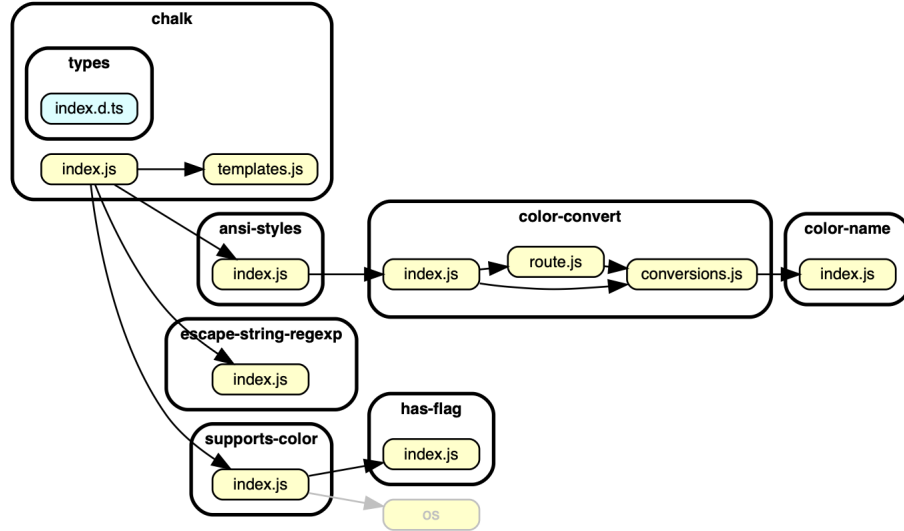 chalk
types
index.d.ts
index.js
templates.js
ansi-styles
index.js
color-convert
index.js
route.js
conversions.js
color-name
index.js
escape-string-regexp
index.js
supports-color
index.js
has-flag
index.js
os